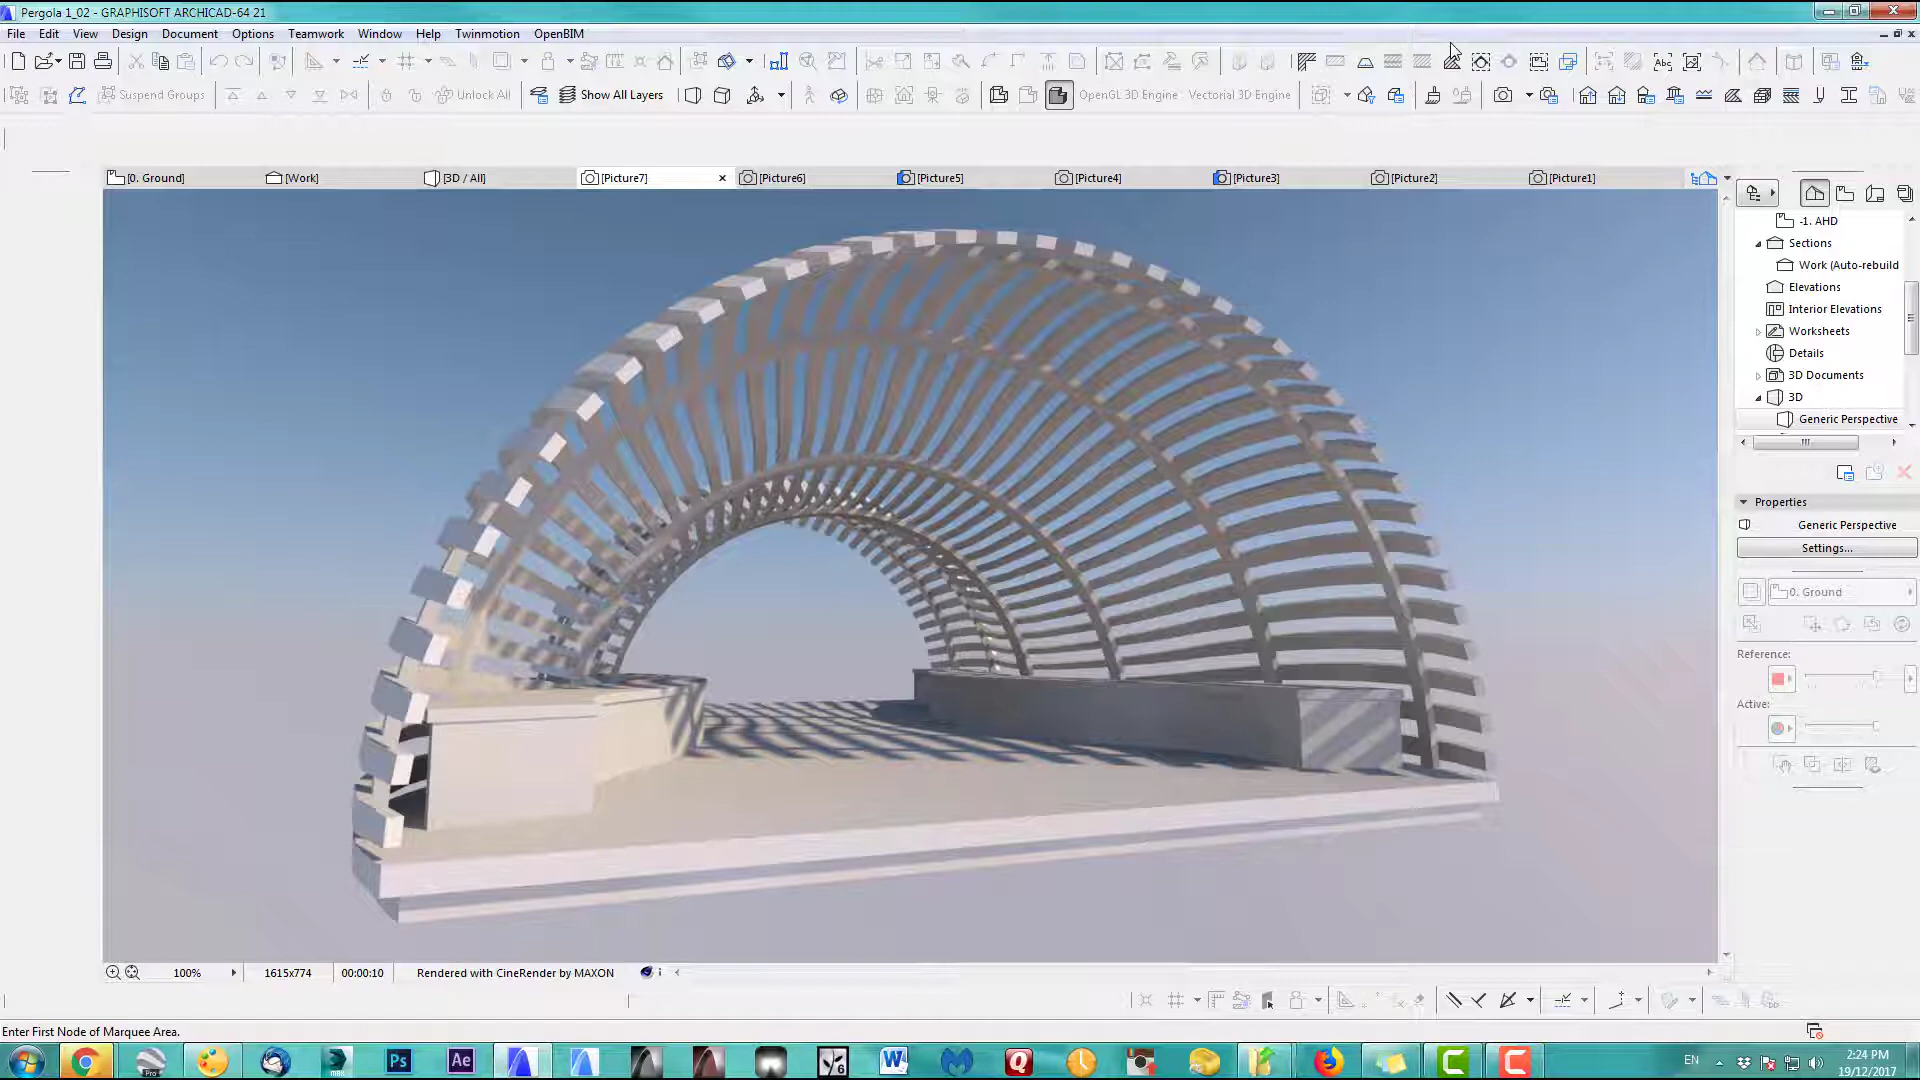 Pergola 1_02 - GRAPHISOFT ARCHICAD-64 21
File Edit View Design Document Options Teamwork Window Help Twinmotion OpenBIM
Abc
Suspend Groups Unlock All Show All Layers OpenGL 3D Engine Vectorial 3D Engine
[0. Ground] [Work] [3D / All] [Picture7] [Picture6] [Picture5] [Picture4] [Picture3] [Picture2] [Picture1]
-1. AHD
Sections
Work (Auto-rebuild
Elevations
Interior Elevations
Worksheets
Details
3D Documents
3D
Generic Perspective
Properties
Generic Perspective
Settings...
0. Ground
Reference:
Active:
100% 1615x774 00:00:10 Rendered with CineRender by MAXON
Enter First Node of Marquee Area.
Pro Ps Ae W Q C C
EN 2:24 PM
19/12/2017